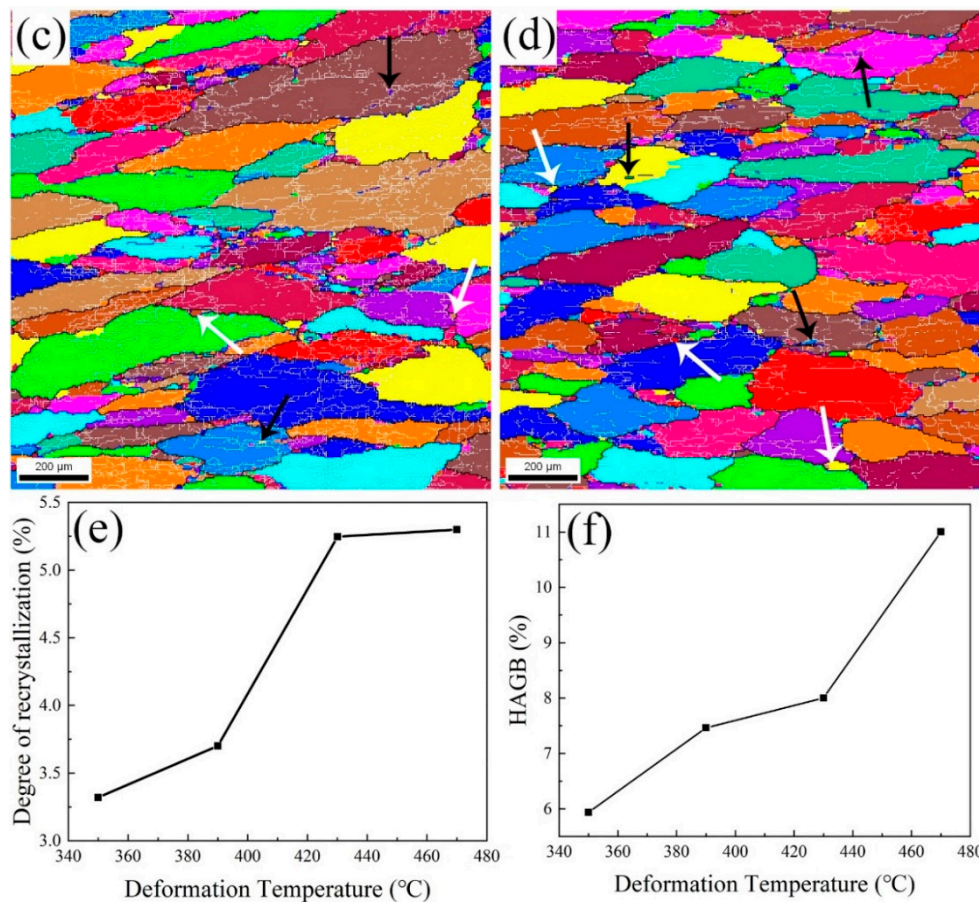 (c)
(d)
200 µm
200 µm
(e)
Degree of recrystallization (%)
5.5
5.0
4.5
4.0
3.5
3.0
340 360 380 400 420 440 460 480
Deformation Temperature (℃)
(f)
HAGB (%)
11
10
9
8
7
6
340 360 380 400 420 440 460 480
Deformation Temperature (℃)